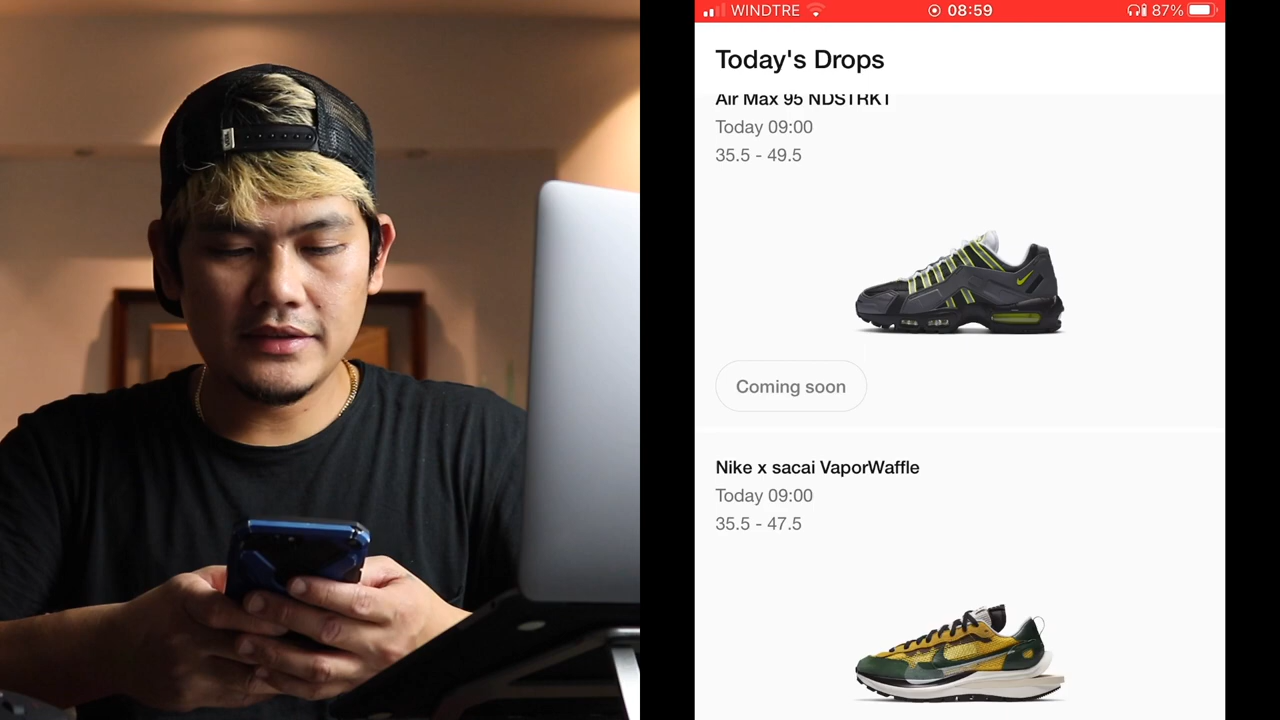 WINDTRE
08:59
87%
Today's Drops
Air Max 95 NDSTRKT
Today 09:00
35.5 - 49.5
Coming soon
Nike x sacai VaporWaffle
Today 09:00
35.5 - 47.5